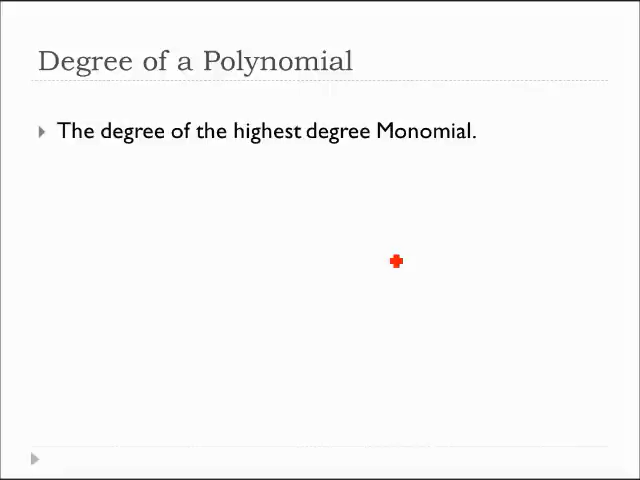 Degree of a Polynomial
The degree of the highest degree Monomial.